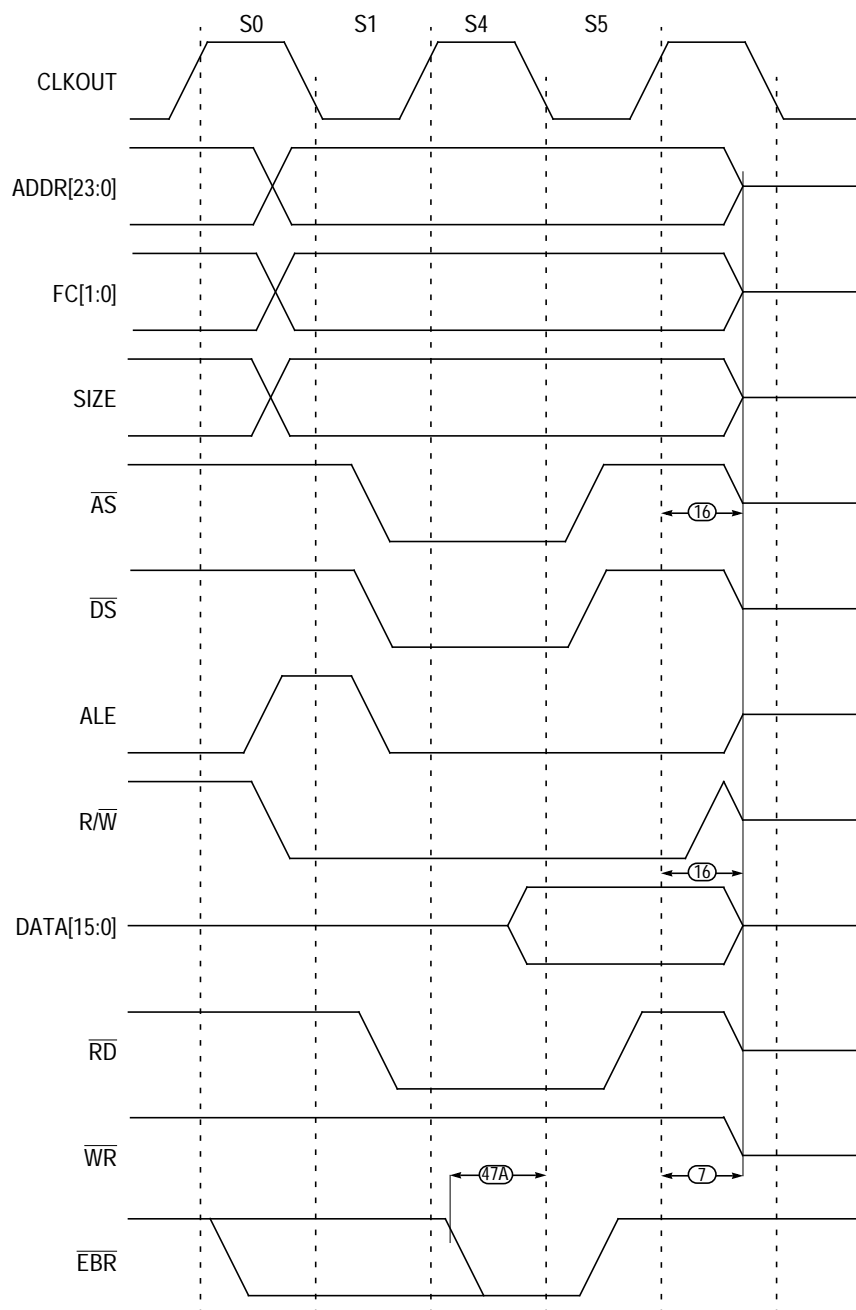 S0 S1 S4 S5
CLKOUT
ADDR[23:0]
FC[1:0]
SIZE
AS
16
DS
ALE
R/W
16
DATA[15:0]
RD
WR
47A 7
EBR